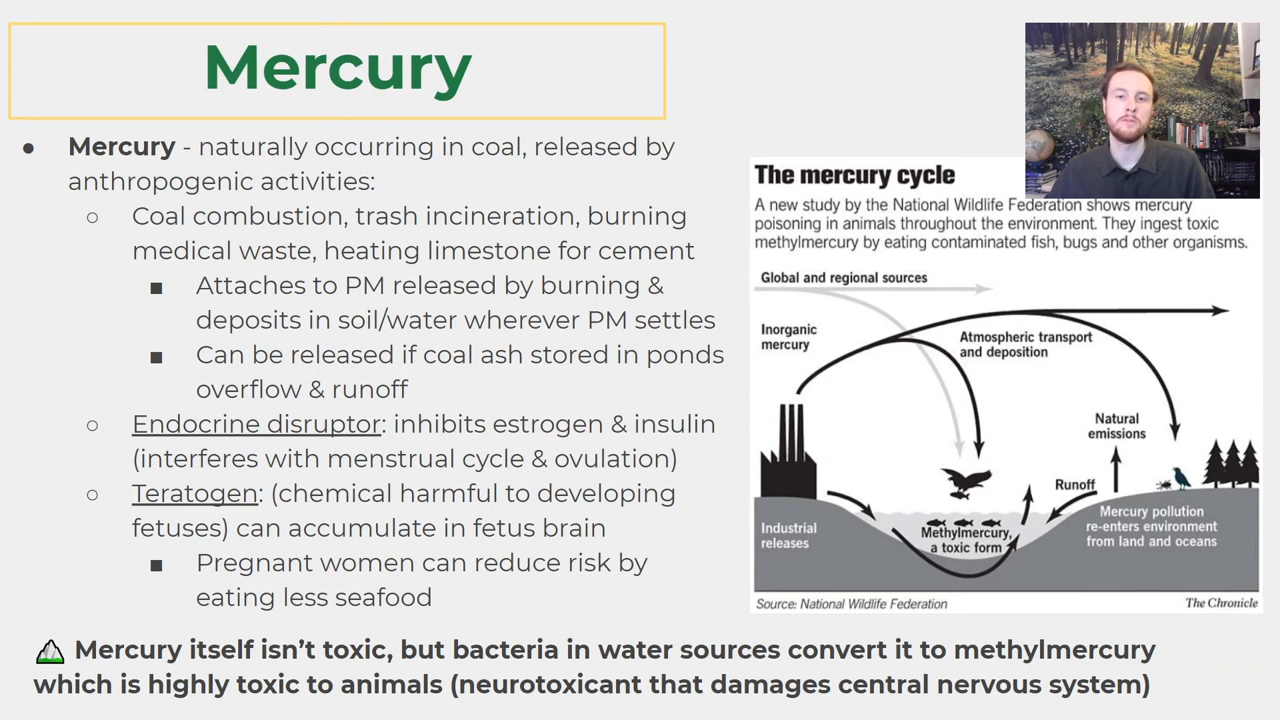 Mercury
● Mercury - naturally occurring in coal, released by
anthropogenic activities:
○ Coal combustion, trash incineration, burning
medical waste, heating limestone for cement
■ Attaches to PM released by burning &
deposits in soil/water wherever PM settles
■ Can be released if coal ash stored in ponds
overflow & runoff
○ Endocrine disruptor: inhibits estrogen & insulin
(interferes with menstrual cycle & ovulation)
○ Teratogen: (chemical harmful to developing
fetuses) can accumulate in fetus brain
■ Pregnant women can reduce risk by
eating less seafood
The mercury cycle
A new study by the National Wildlife Federation shows mercury
poisoning in animals throughout the environment. They ingest toxic
methylmercury by eating contaminated fish, bugs and other organisms.
Global and regional sources
Inorganic
mercury
Atmospheric transport
and deposition
Natural
emissions
Runoff
Industrial
releases
Methylmercury,
a toxic form
Mercury pollution
re-enters environment
from land and oceans
Source: National Wildlife Federation
The Chronicle
Mercury itself isn't toxic, but bacteria in water sources convert it to methylmercury
which is highly toxic to animals (neurotoxicant that damages central nervous system)